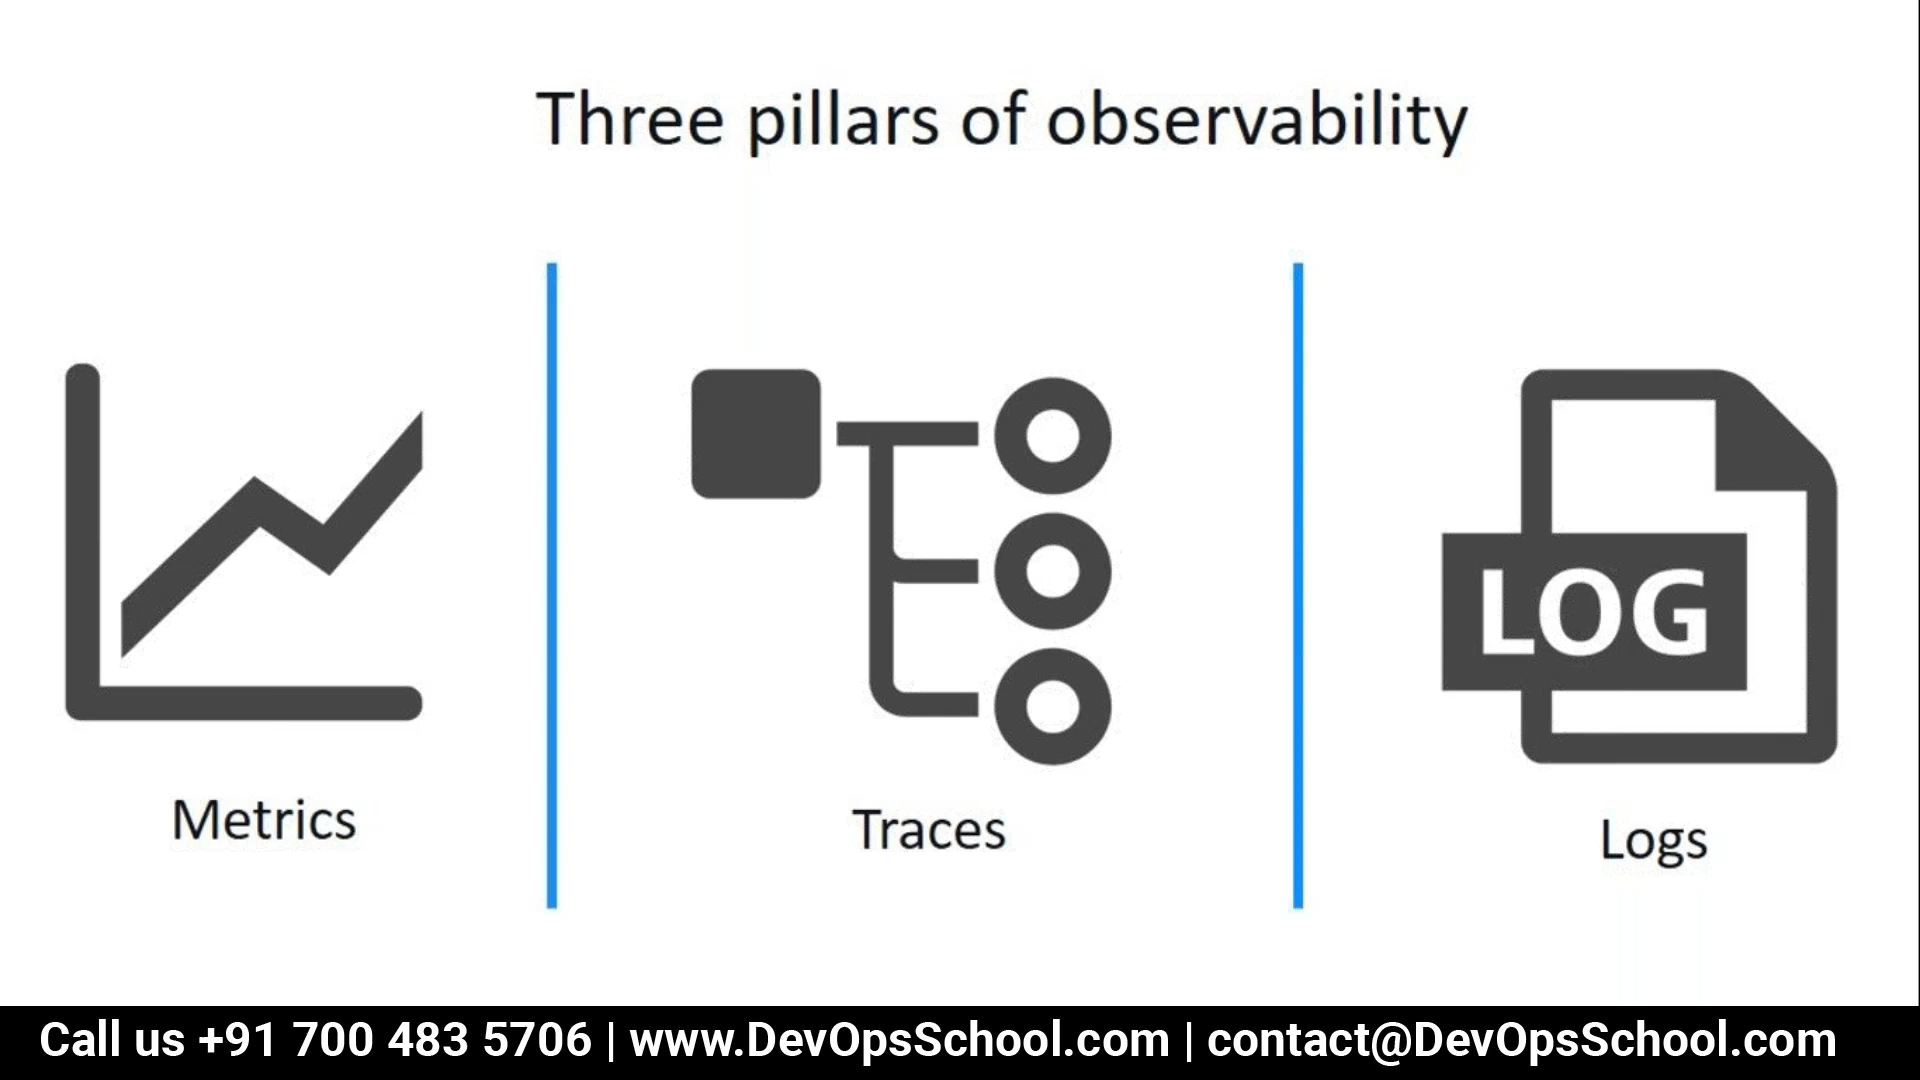 Three pillars of observability
LOG
Metrics
Traces
Logs
Call us +91 700 483 5706 | www.DevOpsSchool.com | contact@DevOpsSchool.com